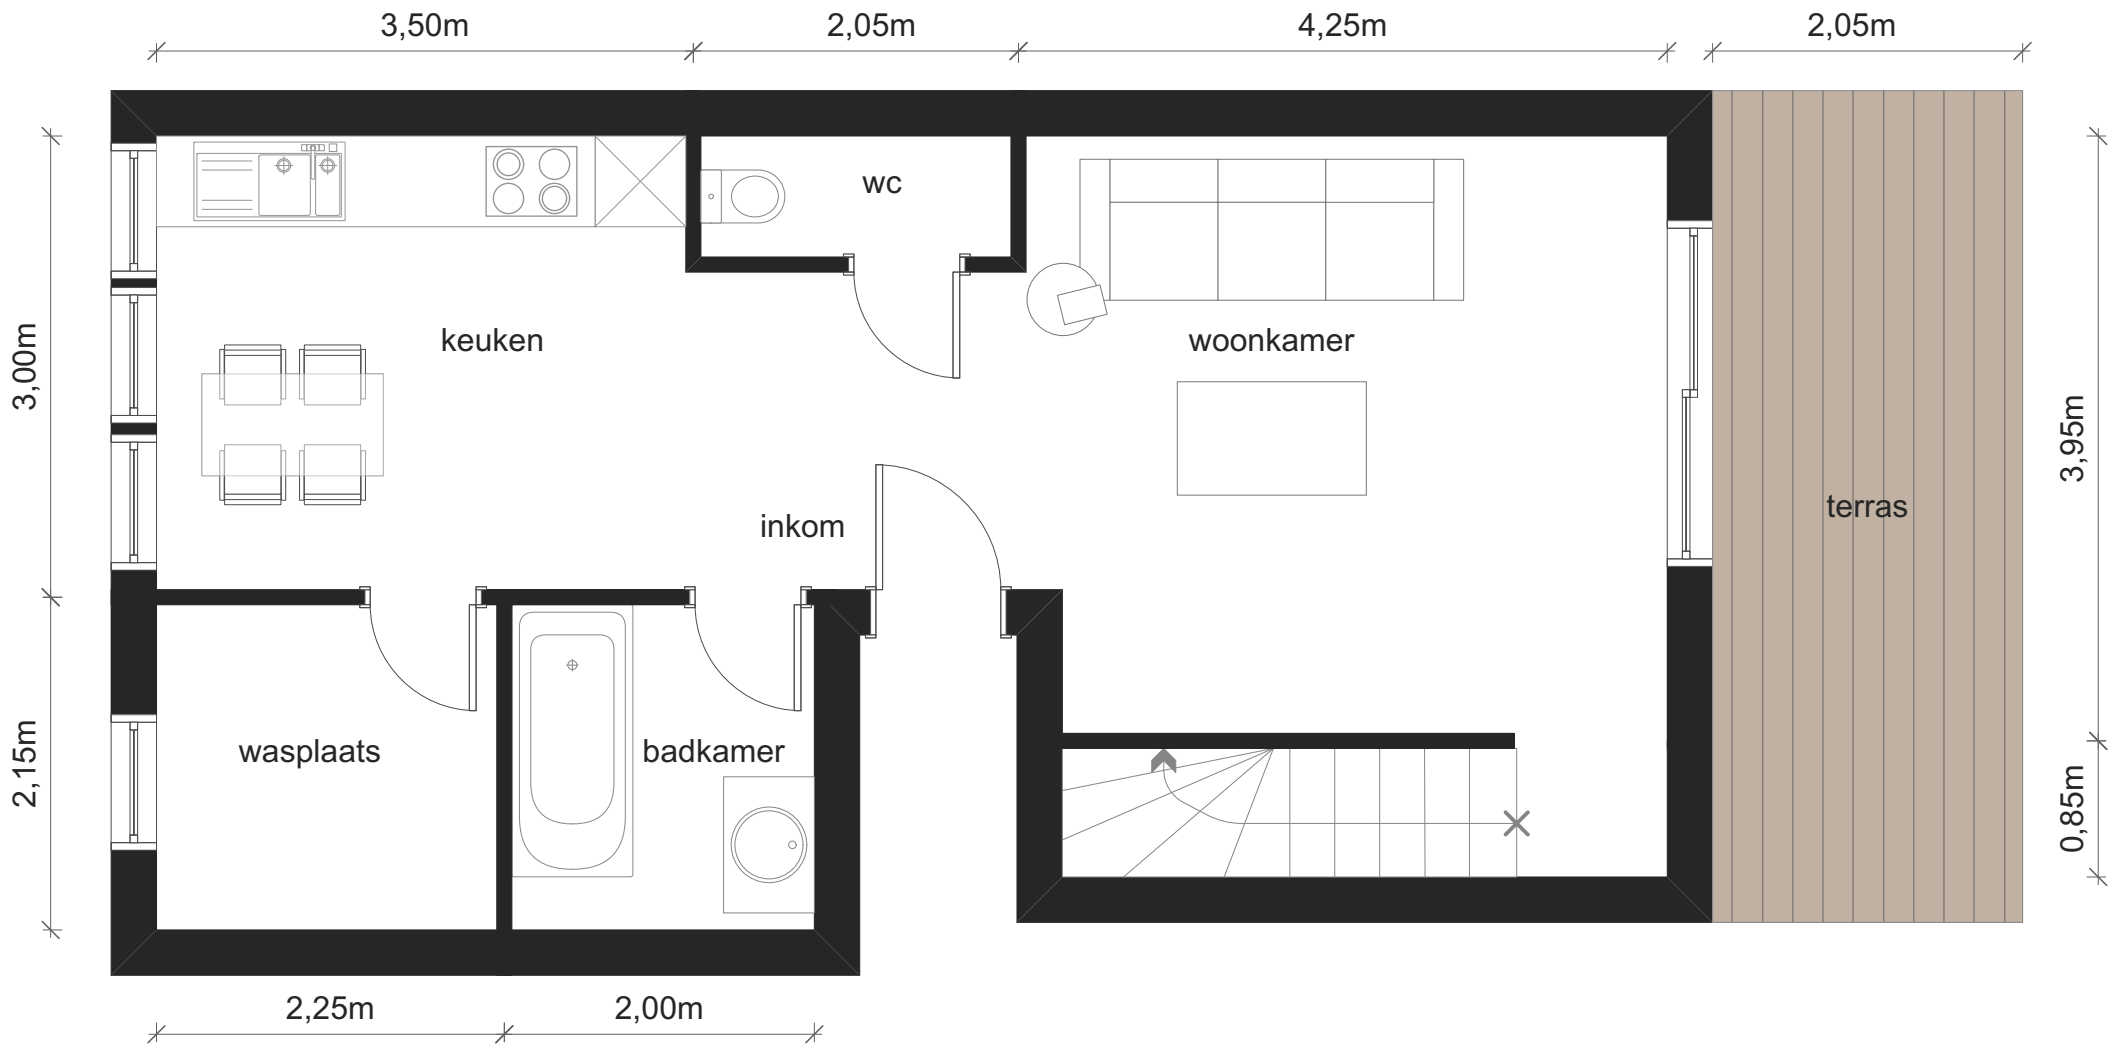 3,50m
2,05m
4,25m
2,05m
wc
keuken
woonkamer
3,00m
3,95m
terras
inkom
wasplaats
badkamer
2,15m
0,85m
2,25m
2,00m